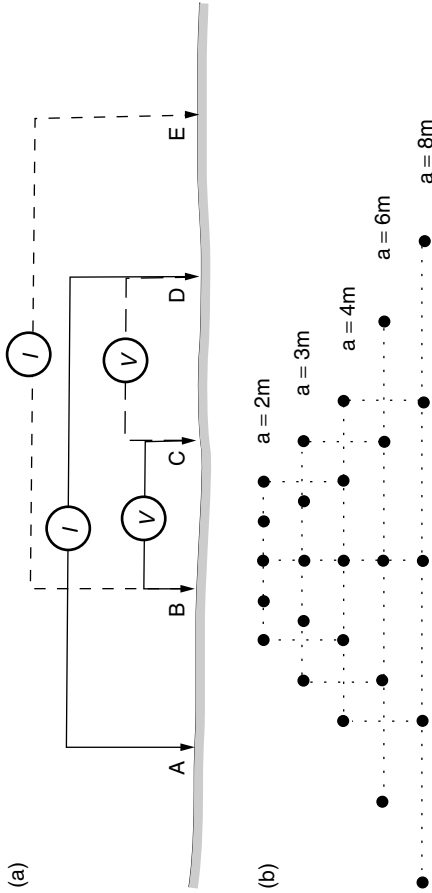 (a)
I
I
V
V
A
B
C
D
E
(b)
a = 2m
a = 3m
a = 4m
a = 6m
a = 8m